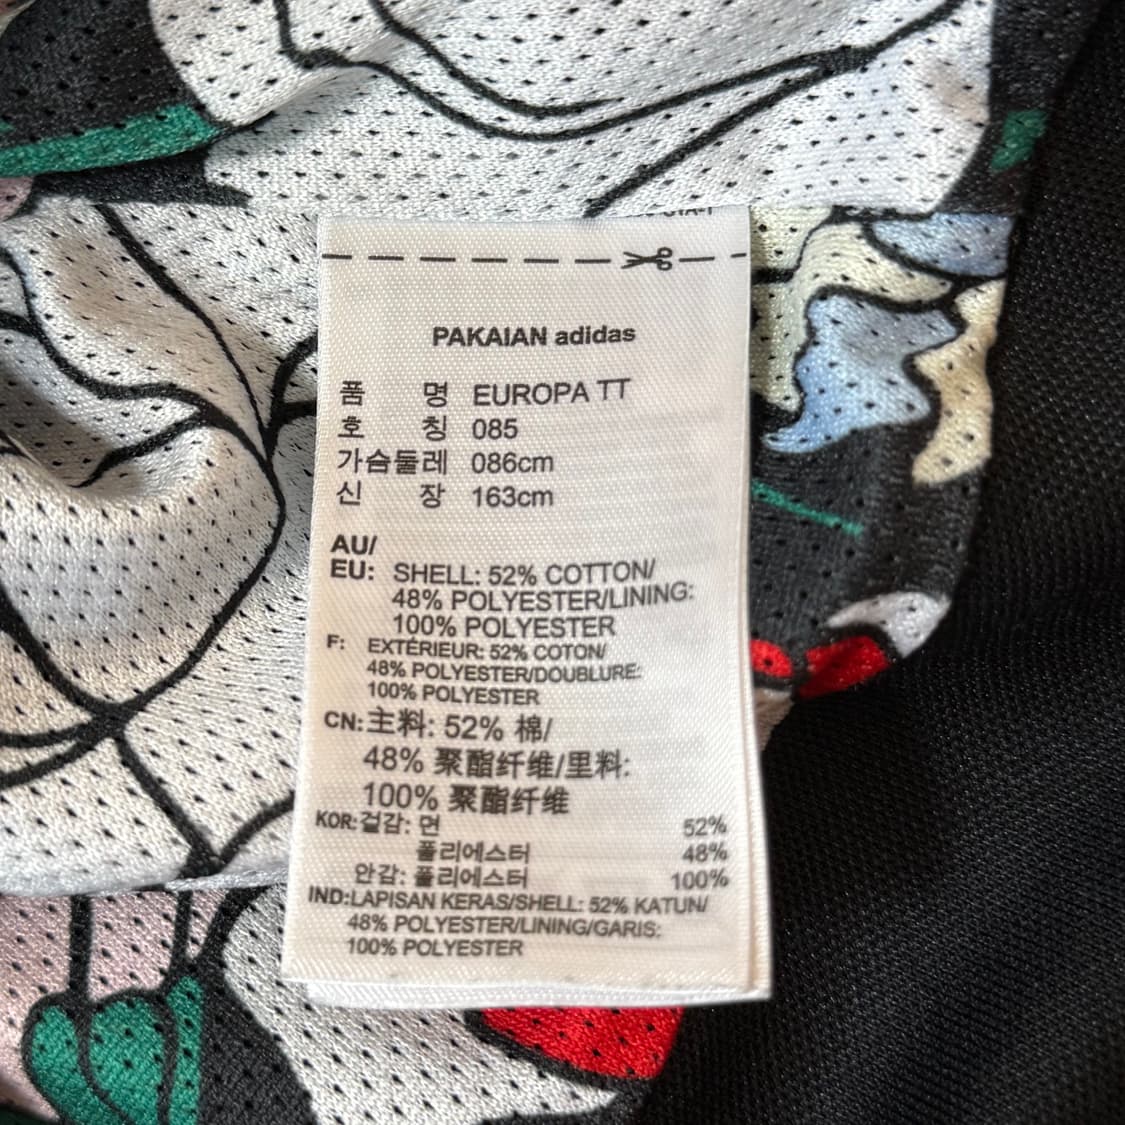 PAKAIAN adidas
품 명 EUROPA TT
호 칭 085
가슴둘레 086cm
신 장 163cm
AU/
EU: SHELL: 52% COTTON/
48% POLYESTER/LINING:
100% POLYESTER
F: EXTÉRIEUR: 52% COTON/
48% POLYESTER/DOUBLURE:
100% POLYESTER
CN: 主料: 52% 棉/
48% 聚酯纤维/里料:
100% 聚酯纤维
KOR: 겉감: 면 52%
폴리에스터 48%
안감: 폴리에스터 100%
IND: LAPISAN KERAS/SHELL: 52% KATUN/
48% POLYESTER/LINING/GARIS:
100% POLYESTER